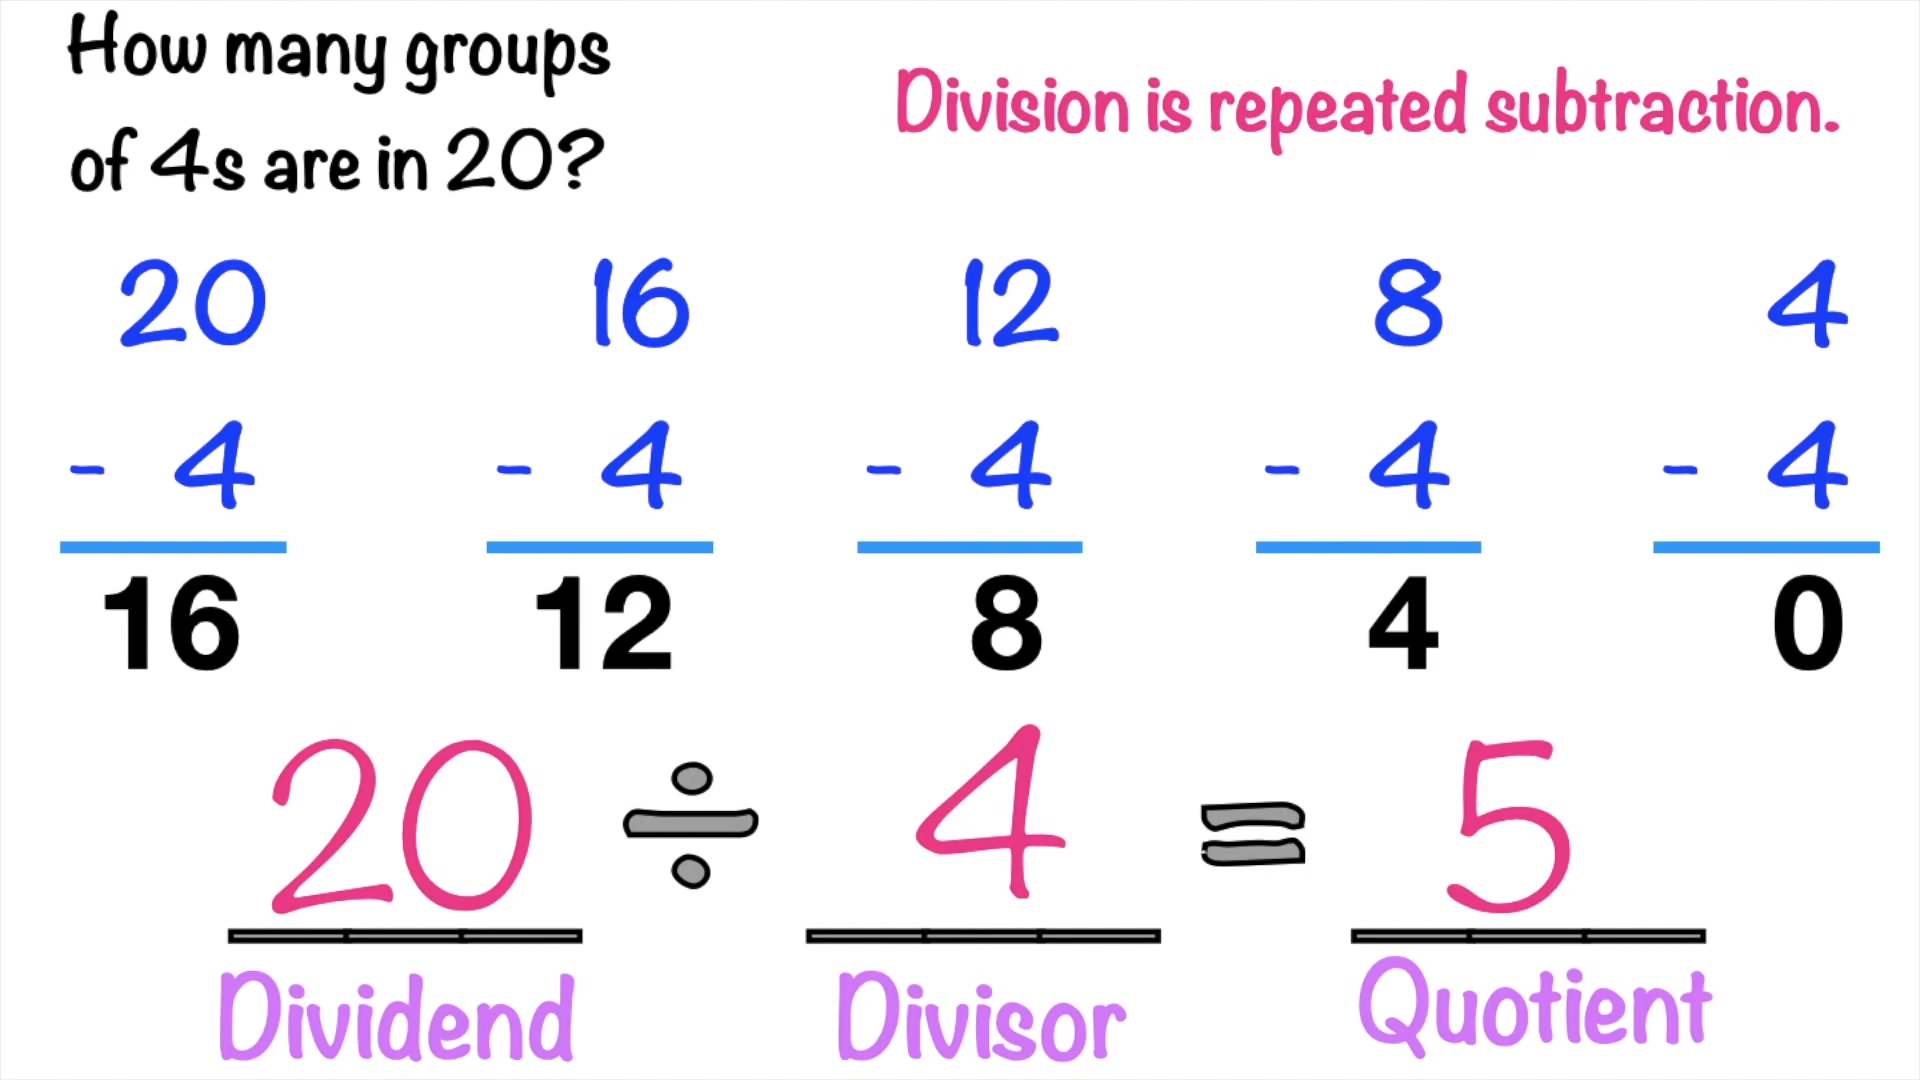 How many groups
of 4s are in 20?
Division is repeated subtraction.
20 16 12 8 4
- 4 - 4 - 4 - 4 - 4
16 12 8 4 0
20 ÷ 4 = 5
Dividend Divisor Quotient